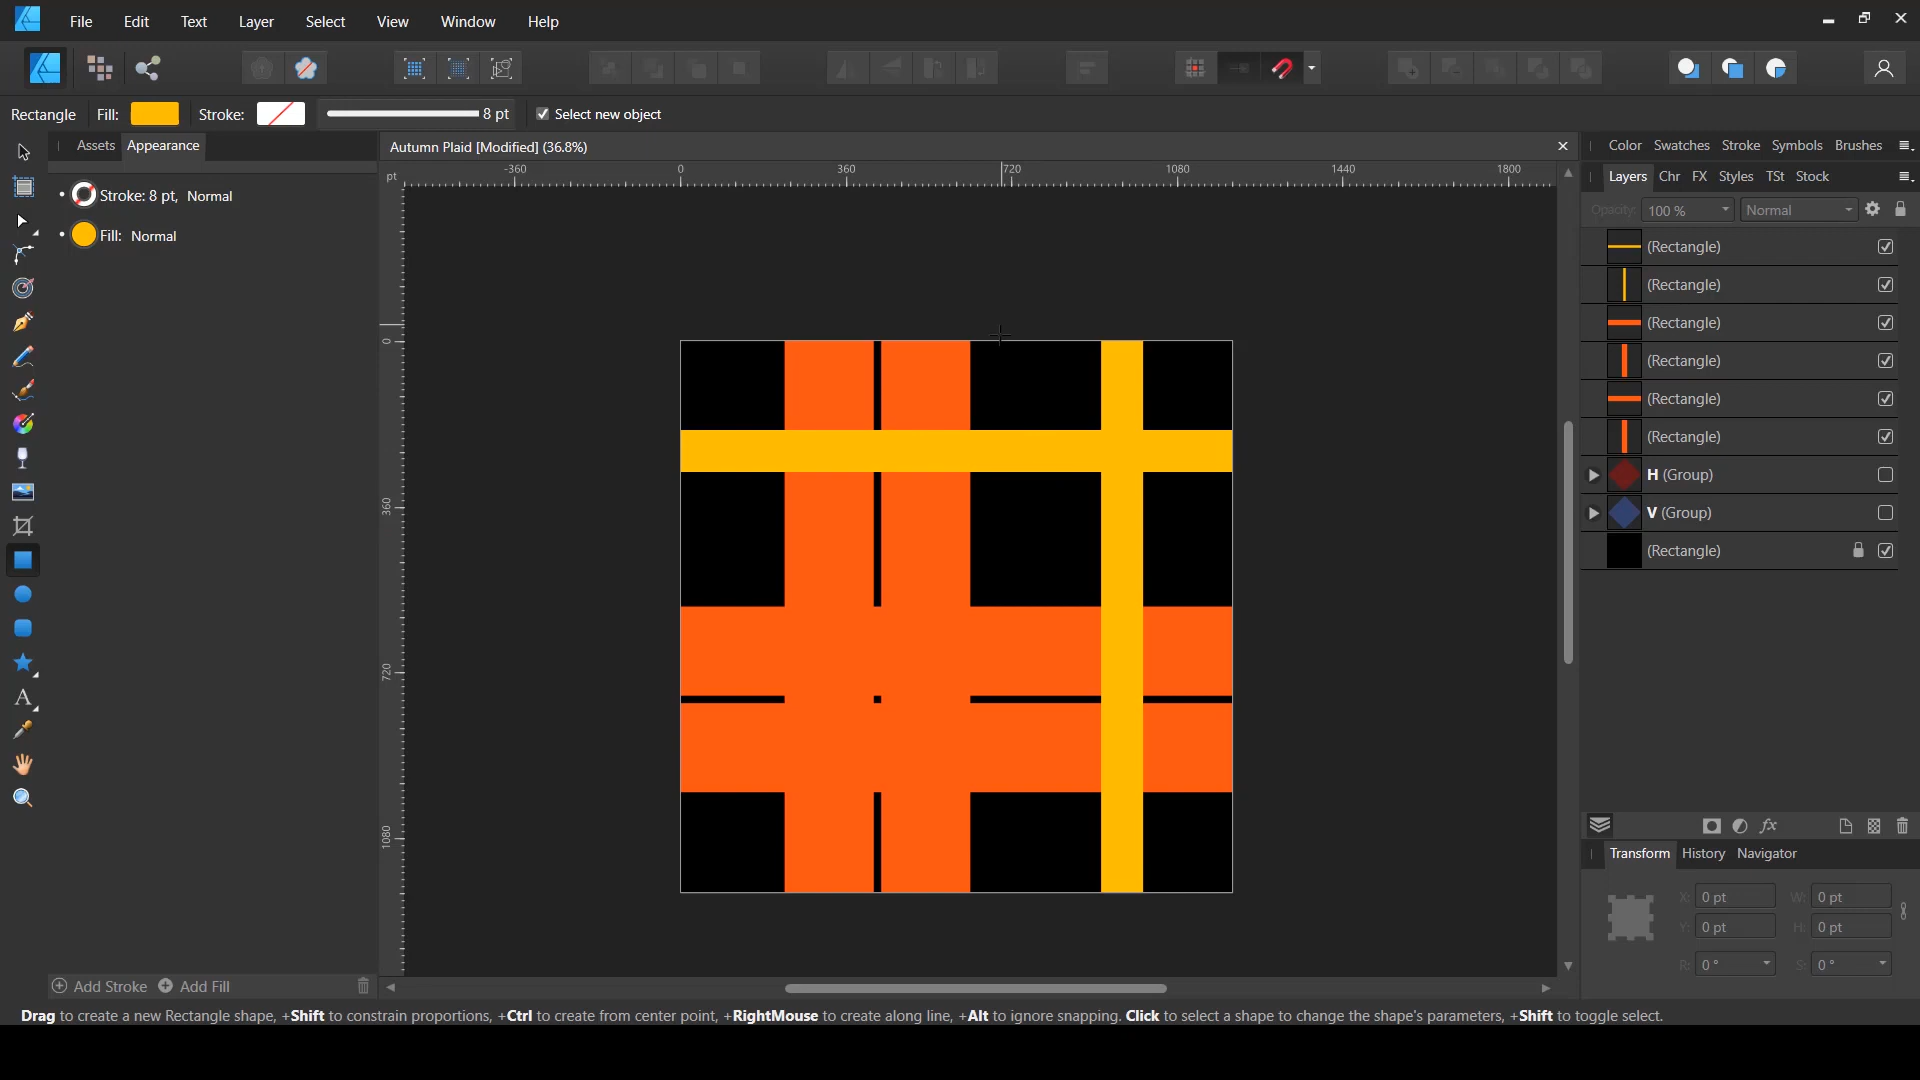 File Edit Text Layer Select View Window Help
Rectangle Fill: Stroke: 8 pt Select new object
Assets Appearance
Autumn Plaid [Modified] (36.8%)
Color Swatches Stroke Symbols Brushes
pt -360 0 360 720 1080 1440 1800
Layers Chr FX Styles TSt Stock
Stroke: 8 pt, Normal
Opacity: 100 % Normal
Fill: Normal
(Rectangle)
(Rectangle)
(Rectangle)
(Rectangle)
(Rectangle)
(Rectangle)
H (Group)
V (Group)
(Rectangle)
0
360
720
1080
fx
Transform History Navigator
X: 0 pt W: 0 pt
Y: 0 pt H: 0 pt
R: 0 ° S: 0 °
Add Stroke Add Fill
Drag to create a new Rectangle shape, +Shift to constrain proportions, +Ctrl to create from center point, +RightMouse to create along line, +Alt to ignore snapping. Click to select a shape to change the shape's parameters, +Shift to toggle select.